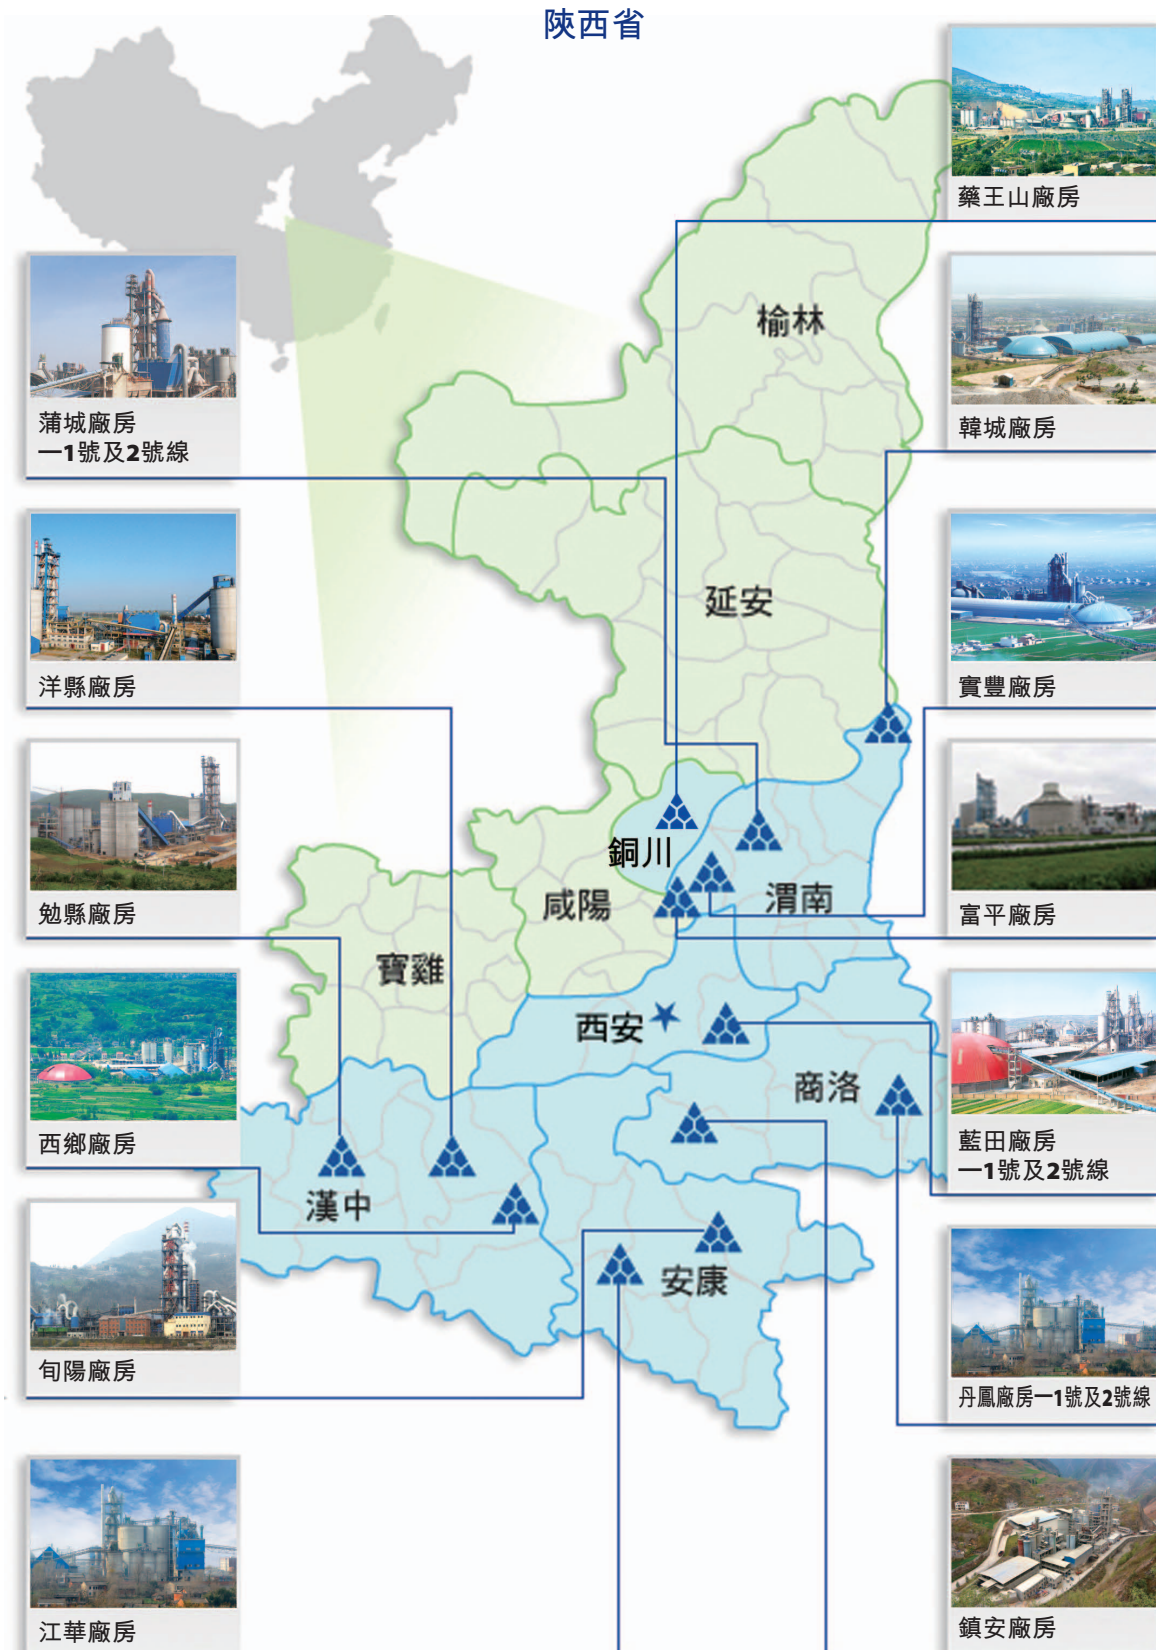 陝西省
藥王山廠房
榆林
蒲城廠房
一1號及2號線
韓城廠房
延安
洋縣廠房
實豐廠房
銅川
咸陽
渭南
勉縣廠房
富平廠房
寶雞
西安
商洛
西鄉廠房
藍田廠房
一1號及2號線
漢中
安康
旬陽廠房
丹鳳廠房一1號及2號線
江華廠房
鎮安廠房